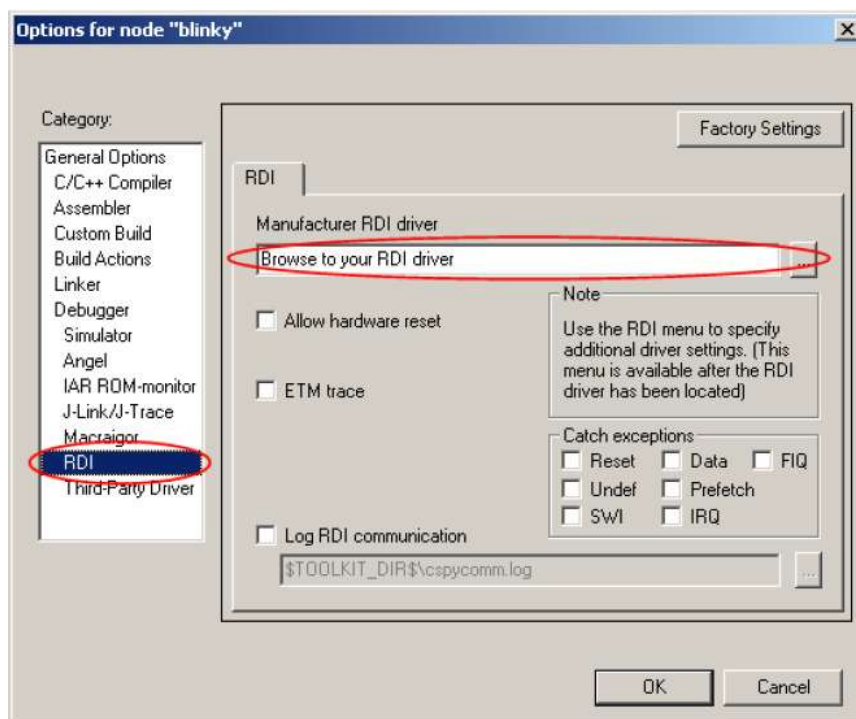 Options for node "blinky"
Category:
General Options
C/C++ Compiler
Assembler
Custom Build
Build Actions
Linker
Debugger
Simulator
Angel
IAR ROM-monitor
J-Link/J-Trace
Macraigor
RDI
Third-Party Driver
Factory Settings
RDI
Manufacturer RDI driver
Browse to your RDI driver
...
Allow hardware reset
ETM trace
Note
Use the RDI menu to specify
additional driver settings. (This
menu is available after the RDI
driver has been located)
Catch exceptions
Reset Data FIQ
Undef Prefetch
SWI IRQ
Log RDI communication
$TOOLKIT_DIR$\cspycomm.log
...
OK Cancel